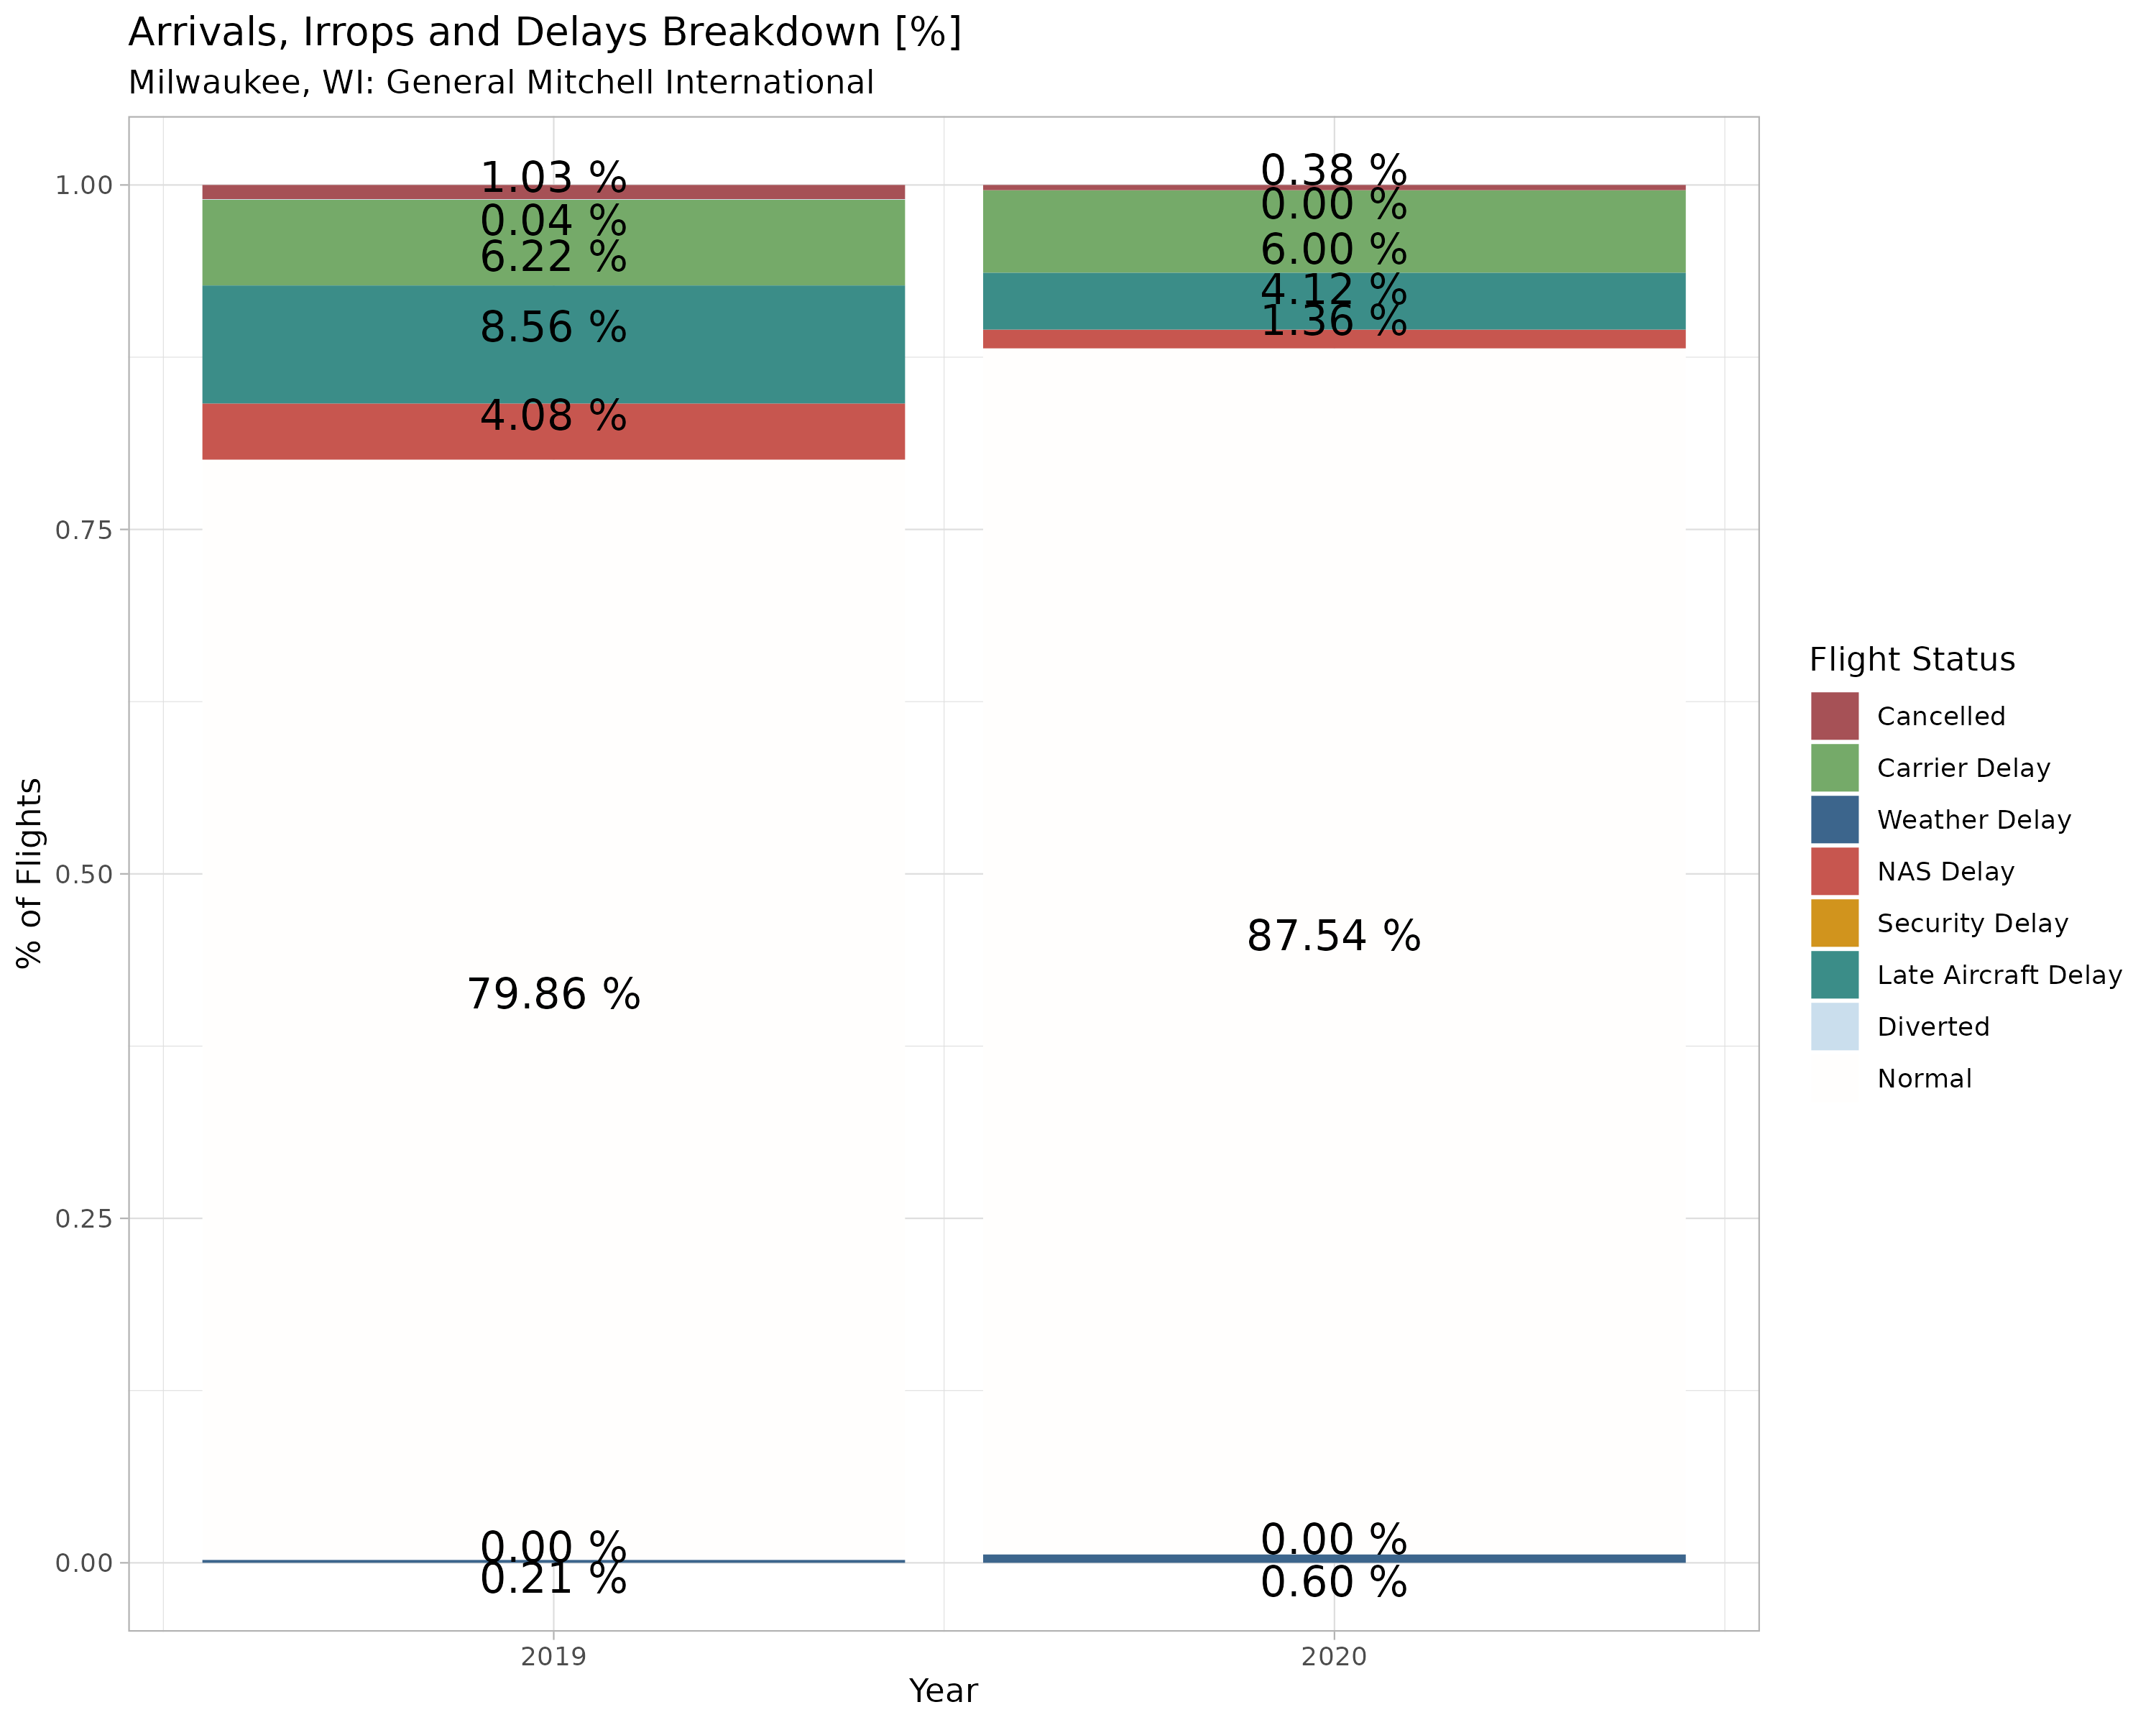 Arrivals, Irrops and Delays Breakdown [%]
Milwaukee, WI: General Mitchell International
% of Flights
1.00
0.75
0.50
0.25
0.00
1.03 %
0.04 %
6.22 %
8.56 %
4.08 %
79.86 %
0.00 %
0.21 %
0.38 %
0.00 %
6.00 %
4.12 %
1.36 %
87.54 %
0.00 %
0.60 %
2019
2020
Year
Flight Status
Cancelled
Carrier Delay
Weather Delay
NAS Delay
Security Delay
Late Aircraft Delay
Diverted
Normal